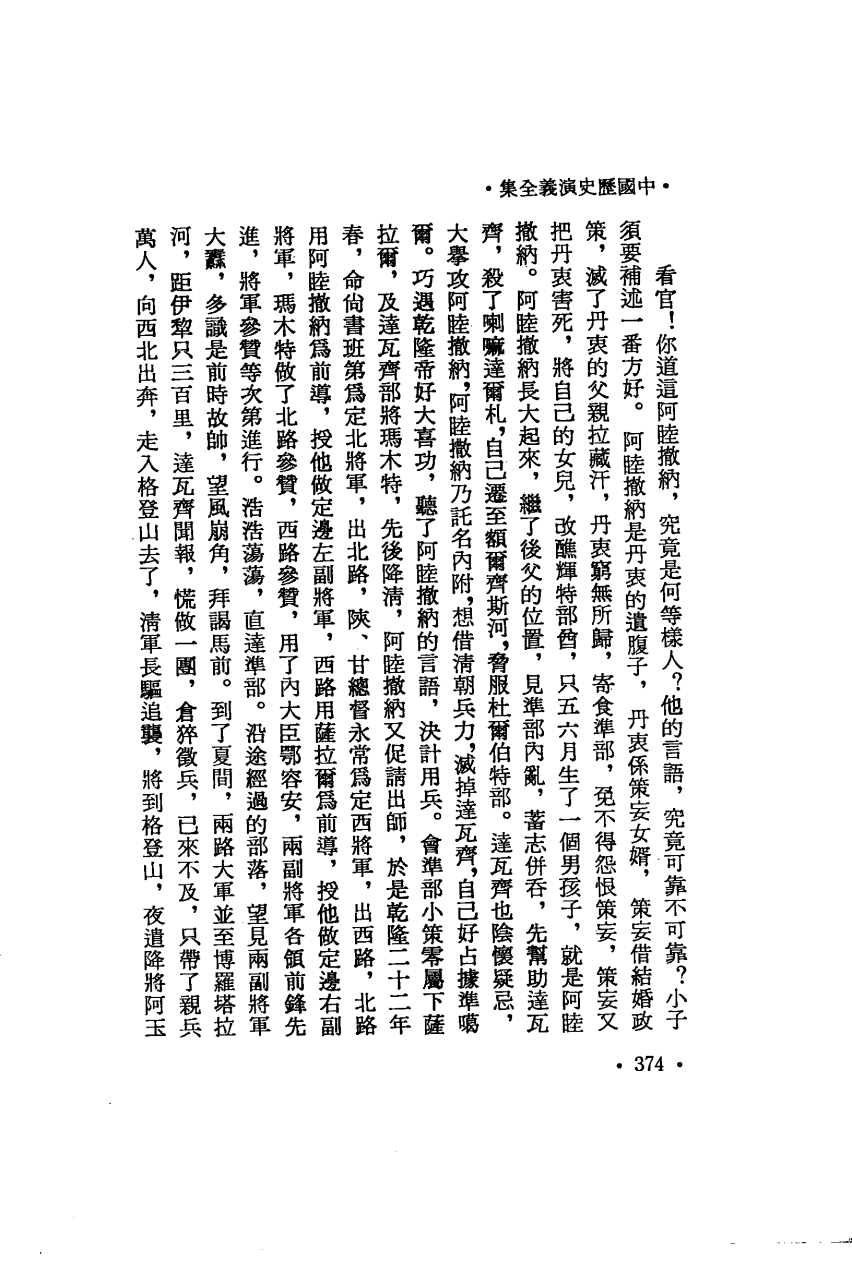 ·中國歷史演義全集·
看官！你道這阿睦撤納，究竟是何等樣人？他的言語，究竟可靠不可靠？小子
須要補述一番方好。阿睦撤納是丹衷的遺腹子，丹衷係策妄女婿，策妄借結婚政
策，滅了丹衷的父親拉藏汗，丹衷窮無所歸，寄食準部，免不得怨恨策妄，策妄又
把丹衷害死，將自己的女兒，改醮輝特部酋，只五六月生了一個男孩子，就是阿睦
撤納。阿睦撤納長大起來，繼了後父的位置，見準部內亂，蓄志併吞，先幫助達瓦
齊，殺了喇嘛達爾札，自己遷至額爾齊斯河，脅服杜爾伯特部。達瓦齊也陰懷疑忌，
大舉攻阿睦撤納，阿睦撤納乃託名內附，想借清朝兵力，滅掉達瓦齊，自己好占據準噶
爾。巧遇乾隆帝好大喜功，聽了阿睦撤納的言語，決計用兵。會準部小策零屬下薩
拉爾，及達瓦齊部將瑪木特，先後降清，阿睦撤納又促請出師，於是乾隆二十二年
春，命尚書班第爲定北將軍，出北路，陝、甘總督永常爲定西將軍，出西路，北路
用阿睦撤納爲前導，授他做定邊左副將軍，西路用薩拉爾爲前導，授他做定邊右副
將軍，瑪木特做了北路參贊，西路參贊，用了內大臣鄂容安，兩副將軍各領前鋒先
進，將軍參贊等次第進行。浩浩蕩蕩，直達準部。沿途經過的部落，望見兩副將軍
大纛，多識是前時故帥，望風崩角，拜謁馬前。到了夏間，兩路大軍並至博羅塔拉
河，距伊犂只三百里，達瓦齊聞報，慌做一團，倉猝徵兵，已來不及，只帶了親兵
萬人，向西北出奔，走入格登山去了，清軍長驅追襲，將到格登山，夜遣降將阿玉
·374·